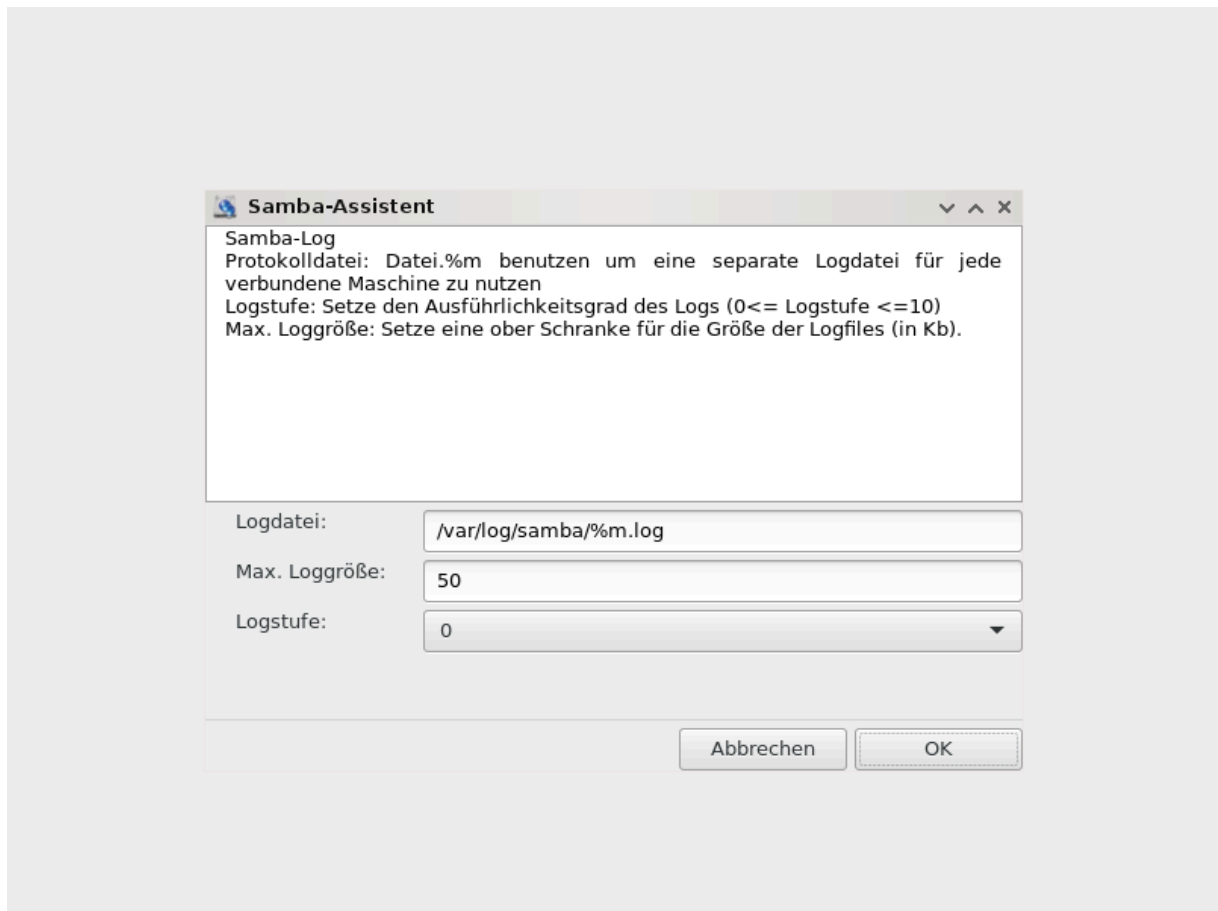 Samba-Assistent
Samba-Log
Protokolldatei: Datei.%m benutzen um eine separate Logdatei für jede
verbundene Maschine zu nutzen
Logstufe: Setze den Ausführlichkeitsgrad des Logs (0<= Logstufe <=10)
Max. Loggröße: Setze eine ober Schranke für die Größe der Logfiles (in Kb).
Logdatei:
/var/log/samba/%m.log
Max. Loggröße:
50
Logstufe:
0
Abbrechen
OK